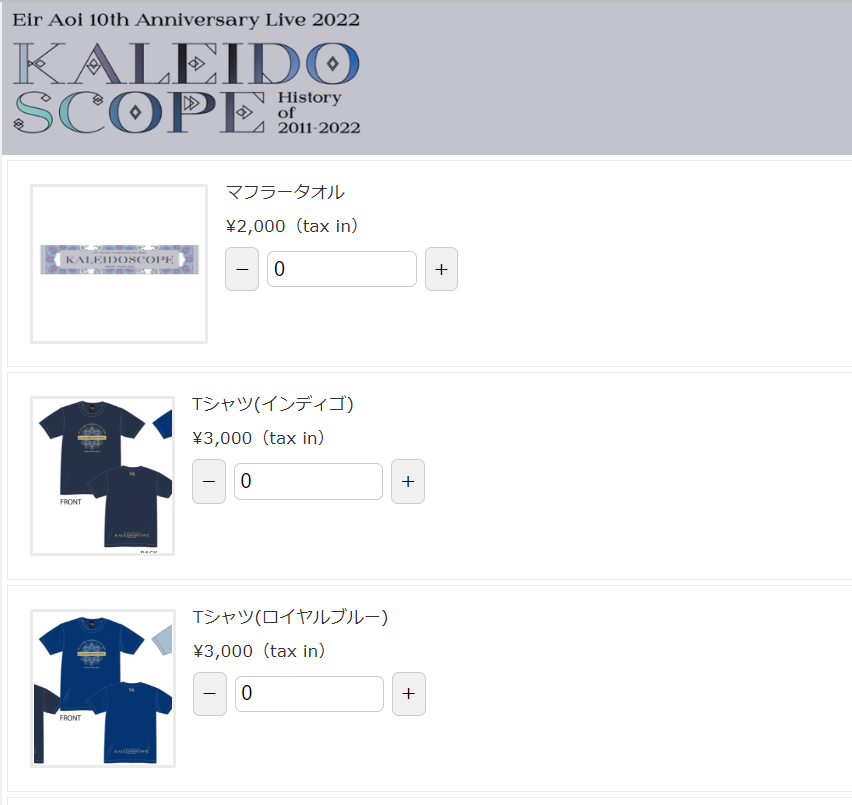 Eir Aoi 10th Anniversary Live 2022
KALEIDO
SCOPE
History
of
2011-2022
マフラータオル
¥2,000（tax in）
KALEIDOSCOPE
− 0 +
Tシャツ(インディゴ)
¥3,000（tax in）
− 0 +
FRONT
KALEIDOSCOPE
BACK
Tシャツ(ロイヤルブルー)
¥3,000（tax in）
− 0 +
FRONT
KALEIDOSCOPE